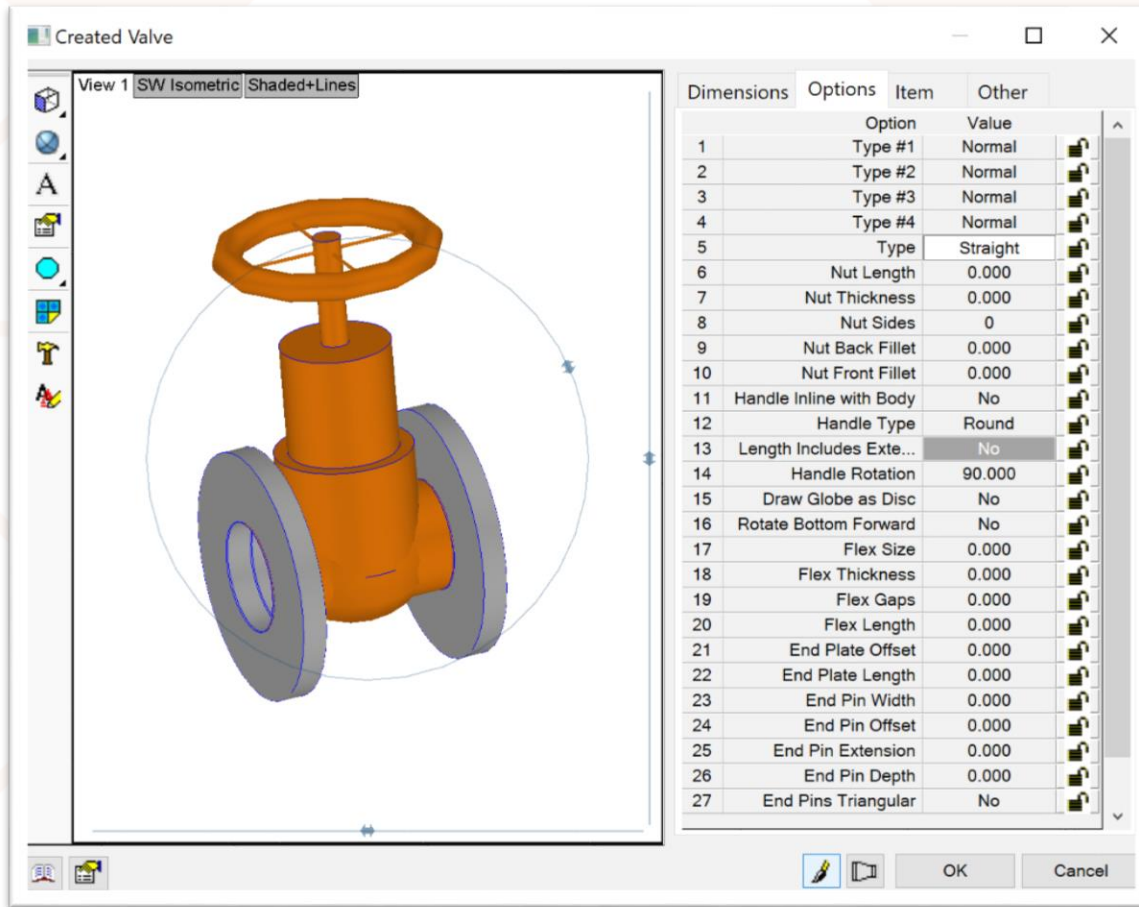 Created Valve
View 1 SW Isometric Shaded+Lines
A
Dimensions Options Item Other
Option Value
1 Type #1 Normal
2 Type #2 Normal
3 Type #3 Normal
4 Type #4 Normal
5 Type Straight
6 Nut Length 0.000
7 Nut Thickness 0.000
8 Nut Sides 0
9 Nut Back Fillet 0.000
10 Nut Front Fillet 0.000
11 Handle Inline with Body No
12 Handle Type Round
13 Length Includes Exte... No
14 Handle Rotation 90.000
15 Draw Globe as Disc No
16 Rotate Bottom Forward No
17 Flex Size 0.000
18 Flex Thickness 0.000
19 Flex Gaps 0.000
20 Flex Length 0.000
21 End Plate Offset 0.000
22 End Plate Length 0.000
23 End Pin Width 0.000
24 End Pin Offset 0.000
25 End Pin Extension 0.000
26 End Pin Depth 0.000
27 End Pins Triangular No
OK Cancel